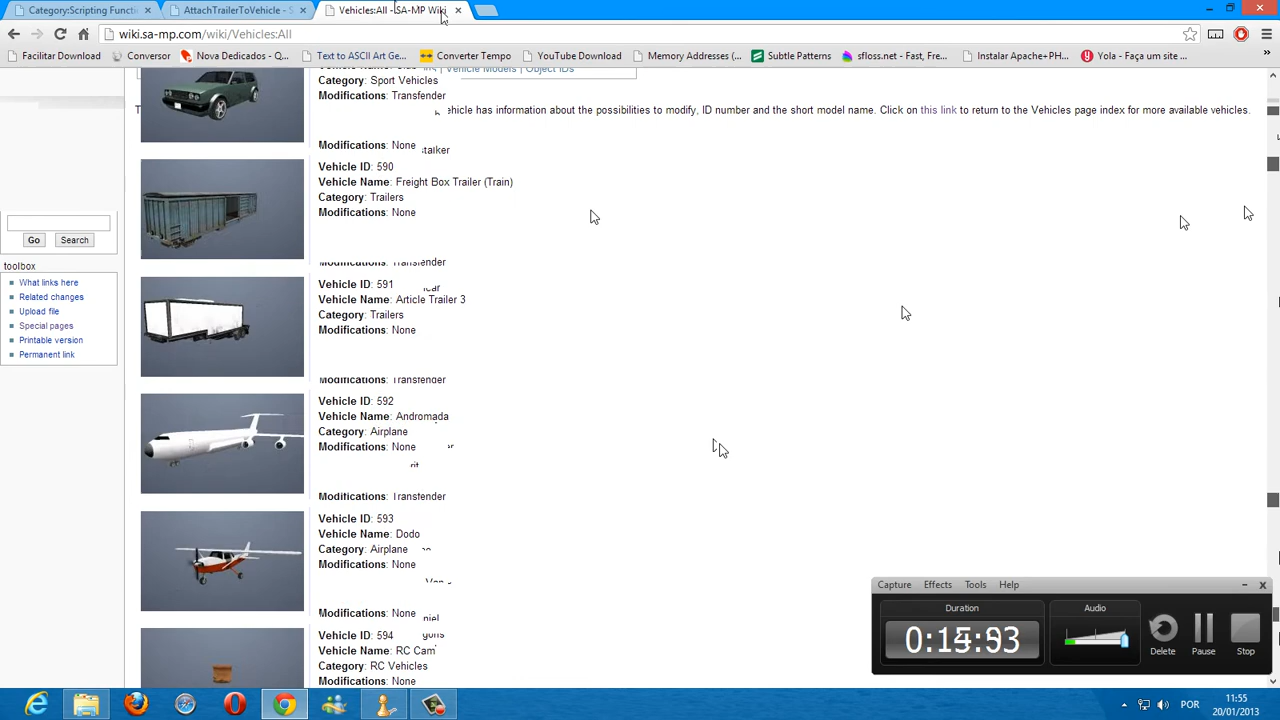 Category:Scripting Functi
AttachTrailerToVehicle - S
Vehicles:All - SA-MP Wiki
wiki.sa-mp.com/wiki/Vehicles:All
Facilitar Download
Conversor
Nova Dedicados - Q...
Text to ASCII Art Ge...
Converter Tempo
YouTube Download
Memory Addresses (...
Subtle Patterns
sfloss.net - Fast, Fre...
Instalar Apache+PH...
Yola - Faça um site ...
»
| Vehicle Models | Object IDs
Category: Sport Vehicles
Modifications: Transfender
ehicle has information about the possibilities to modify, ID number and the short model name. Click on this link to return to the Vehicles page index for more available vehicles.
Modifications: None
stalker
Vehicle ID: 590
Vehicle Name: Freight Box Trailer (Train)
Category: Trailers
Modifications: None
Go
Search
toolbox
What links here
Related changes
Upload file
Special pages
Printable version
Permanent link
Modifications: Transfender
Vehicle ID: 591
Vehicle Name: Article Trailer 3
Category: Trailers
Modifications: None
Modifications: Transfender
Vehicle ID: 592
Vehicle Name: Andromada
Category: Airplane
Modifications: None
Modifications: Transfender
Vehicle ID: 593
Vehicle Name: Dodo
Category: Airplane
Modifications: None
Modifications: None
Vehicle ID: 594
Vehicle Name: RC Cam
Category: RC Vehicles
Modifications: None
Capture
Effects
Tools
Help
Duration
Audio
Delete
Pause
Stop
POR
11:55
20/01/2013